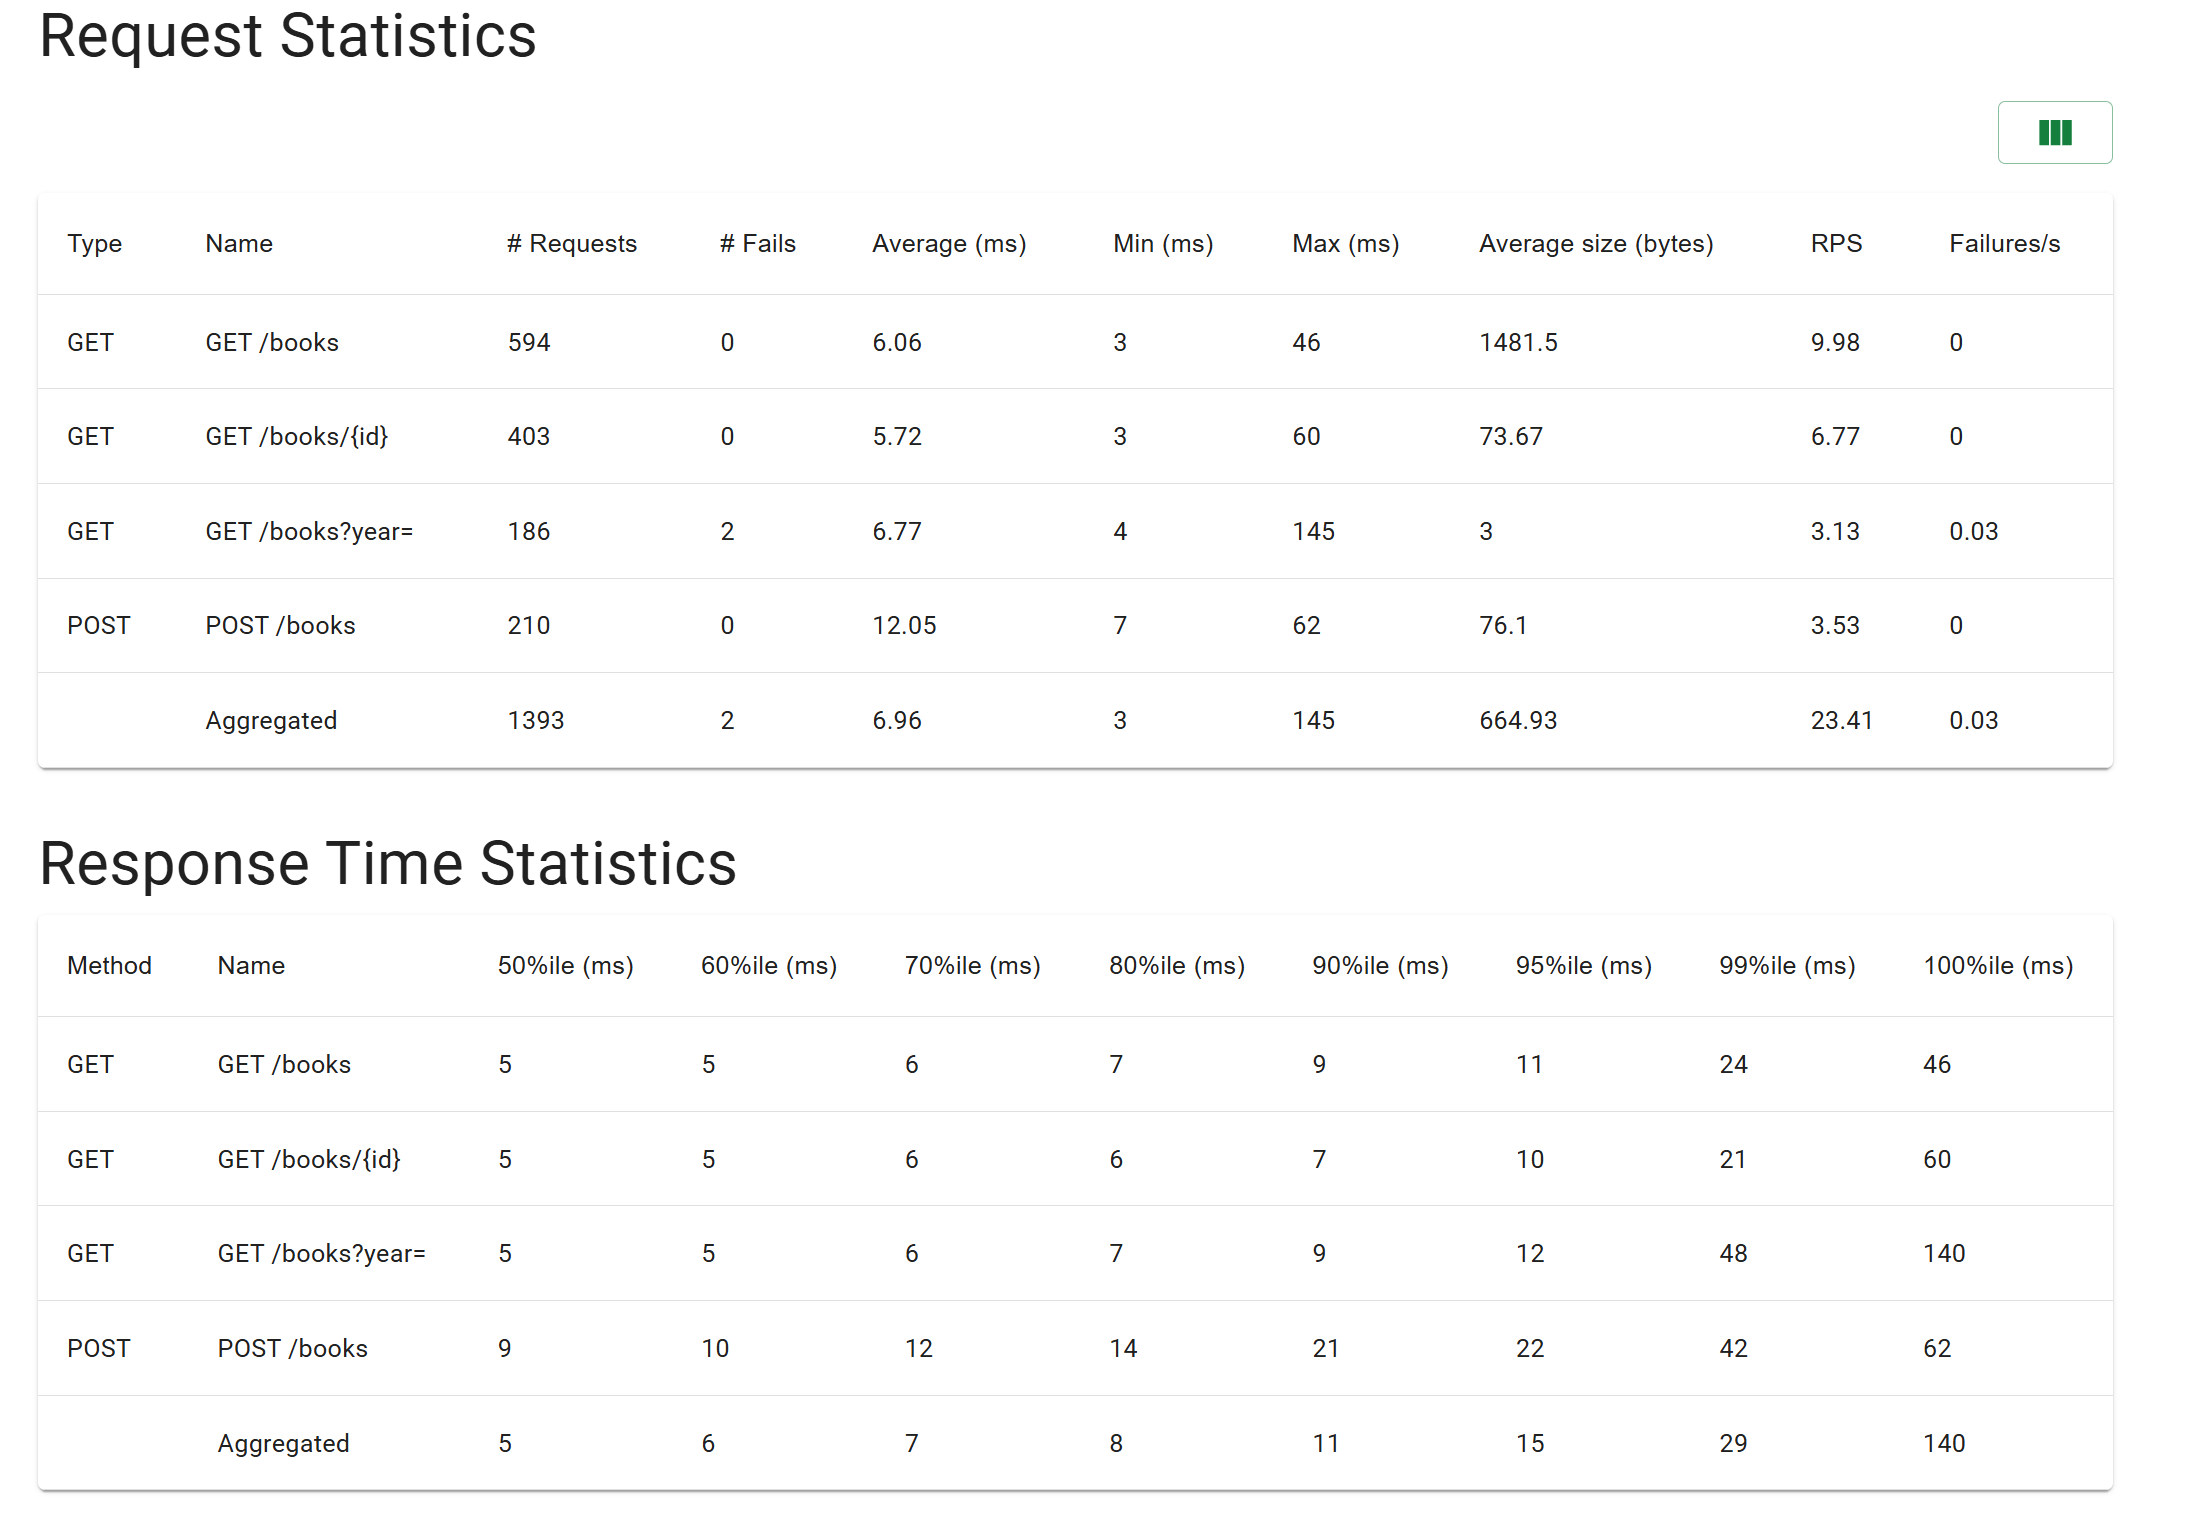 Request Statistics
Type Name # Requests # Fails Average (ms) Min (ms) Max (ms) Average size (bytes) RPS Failures/s
GET GET /books 594 0 6.06 3 46 1481.5 9.98 0
GET GET /books/{id} 403 0 5.72 3 60 73.67 6.77 0
GET GET /books?year= 186 2 6.77 4 145 3 3.13 0.03
POST POST /books 210 0 12.05 7 62 76.1 3.53 0
Aggregated 1393 2 6.96 3 145 664.93 23.41 0.03
Response Time Statistics
Method Name 50%ile (ms) 60%ile (ms) 70%ile (ms) 80%ile (ms) 90%ile (ms) 95%ile (ms) 99%ile (ms) 100%ile (ms)
GET GET /books 5 5 6 7 9 11 24 46
GET GET /books/{id} 5 5 6 6 7 10 21 60
GET GET /books?year= 5 5 6 7 9 12 48 140
POST POST /books 9 10 12 14 21 22 42 62
Aggregated 5 6 7 8 11 15 29 140